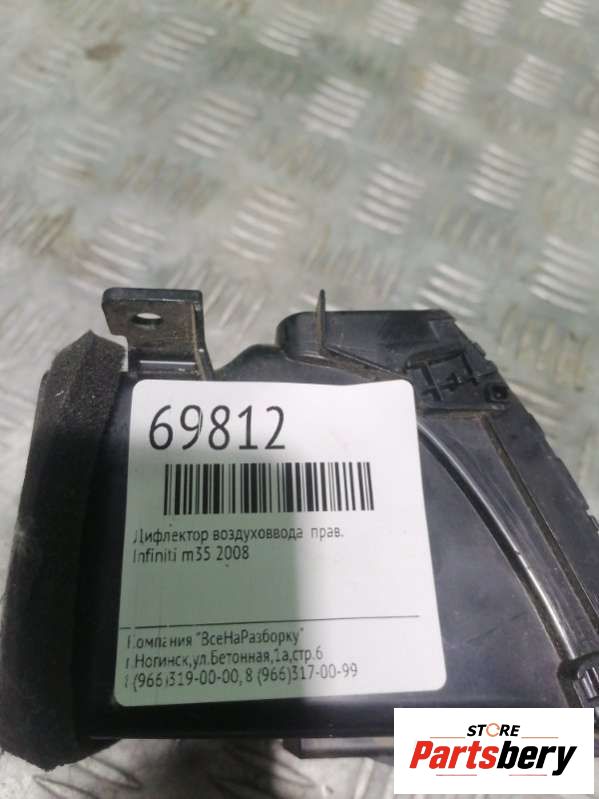 69812
Дифлектор воздуховвода прав.
Infiniti m35 2008
Компания "ВсеНаРазборку"
г.Ногинск,ул.Бетонная,1а,стр.6
8 (966)319-00-00, 8 (966)317-00-99
STORE
Partsbery